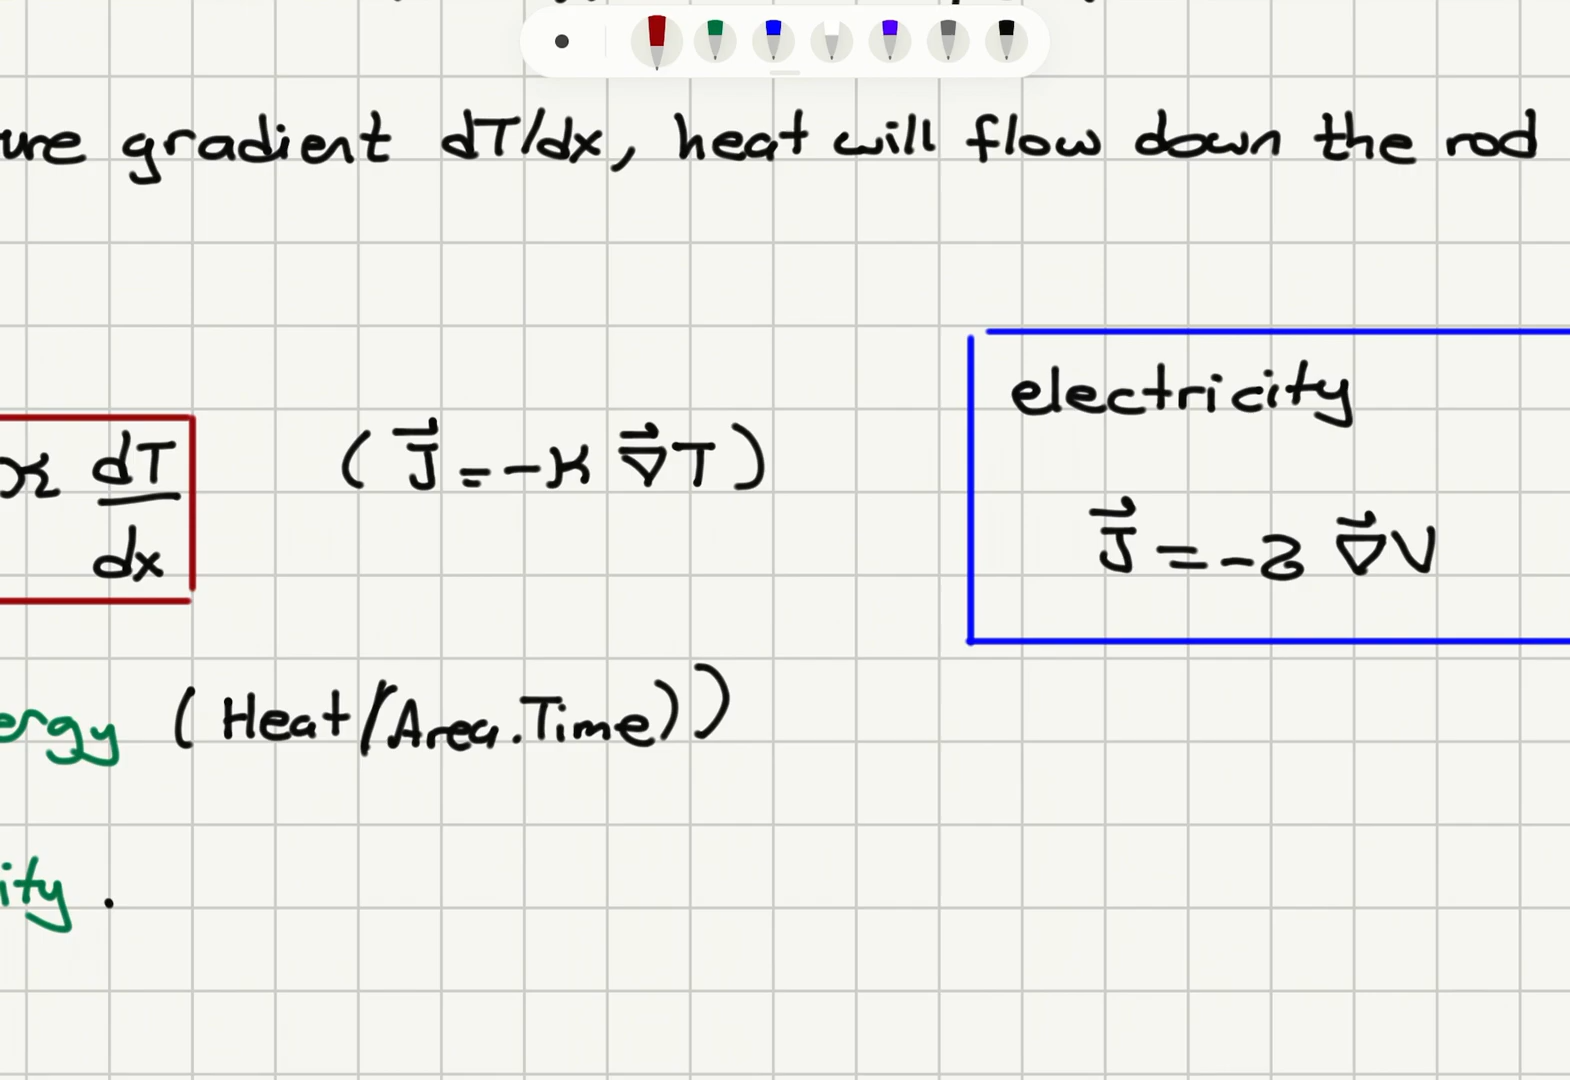 ure gradient dT/dx, heat will flow down the rod
electricity
κ dT/dx
( J⃗ = -κ ∇⃗T )
J⃗ = -σ ∇⃗V
ergy (Heat/Area.Time))
ity .